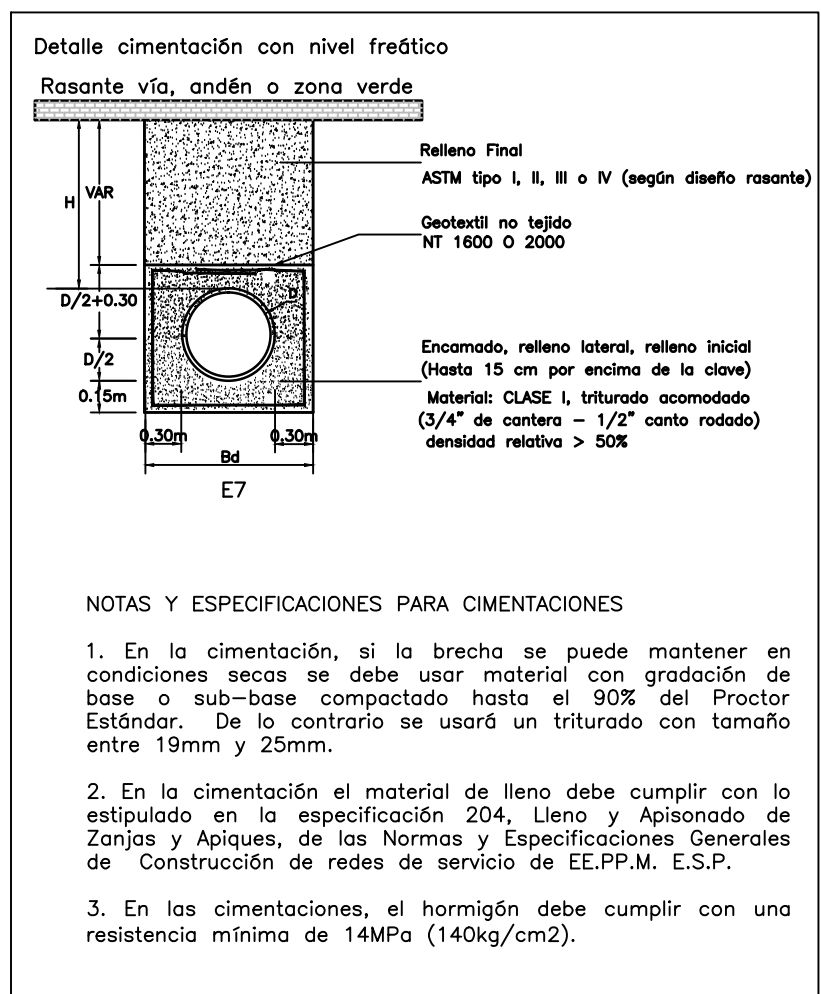 Detalle cimentación con nivel freático
Rasante vía, andén o zona verde
Relleno Final
ASTM tipo I, II, III o IV (según diseño rasante)
H
VAR
Geotextil no tejido
NT 1600 O 2000
D/2+0.30
D
D/2
Encamado, relleno lateral, relleno inicial
(Hasta 15 cm por encima de la clave)
Material: CLASE I, triturado acomodado
(3/4" de cantera - 1/2" canto rodado)
densidad relativa > 50%
0.15m
0.30m
0.30m
Bd
E7
NOTAS Y ESPECIFICACIONES PARA CIMENTACIONES
1. En la cimentación, si la brecha se puede mantener en
condiciones secas se debe usar material con gradación de
base o sub-base compactado hasta el 90% del Proctor
Estándar. De lo contrario se usará un triturado con tamaño
entre 19mm y 25mm.
2. En la cimentación el material de lleno debe cumplir con lo
estipulado en la especificación 204, Lleno y Apisonado de
Zanjas y Apiques, de las Normas y Especificaciones Generales
de Construcción de redes de servicio de EE.PP.M. E.S.P.
3. En las cimentaciones, el hormigón debe cumplir con una
resistencia mínima de 14MPa (140kg/cm2).